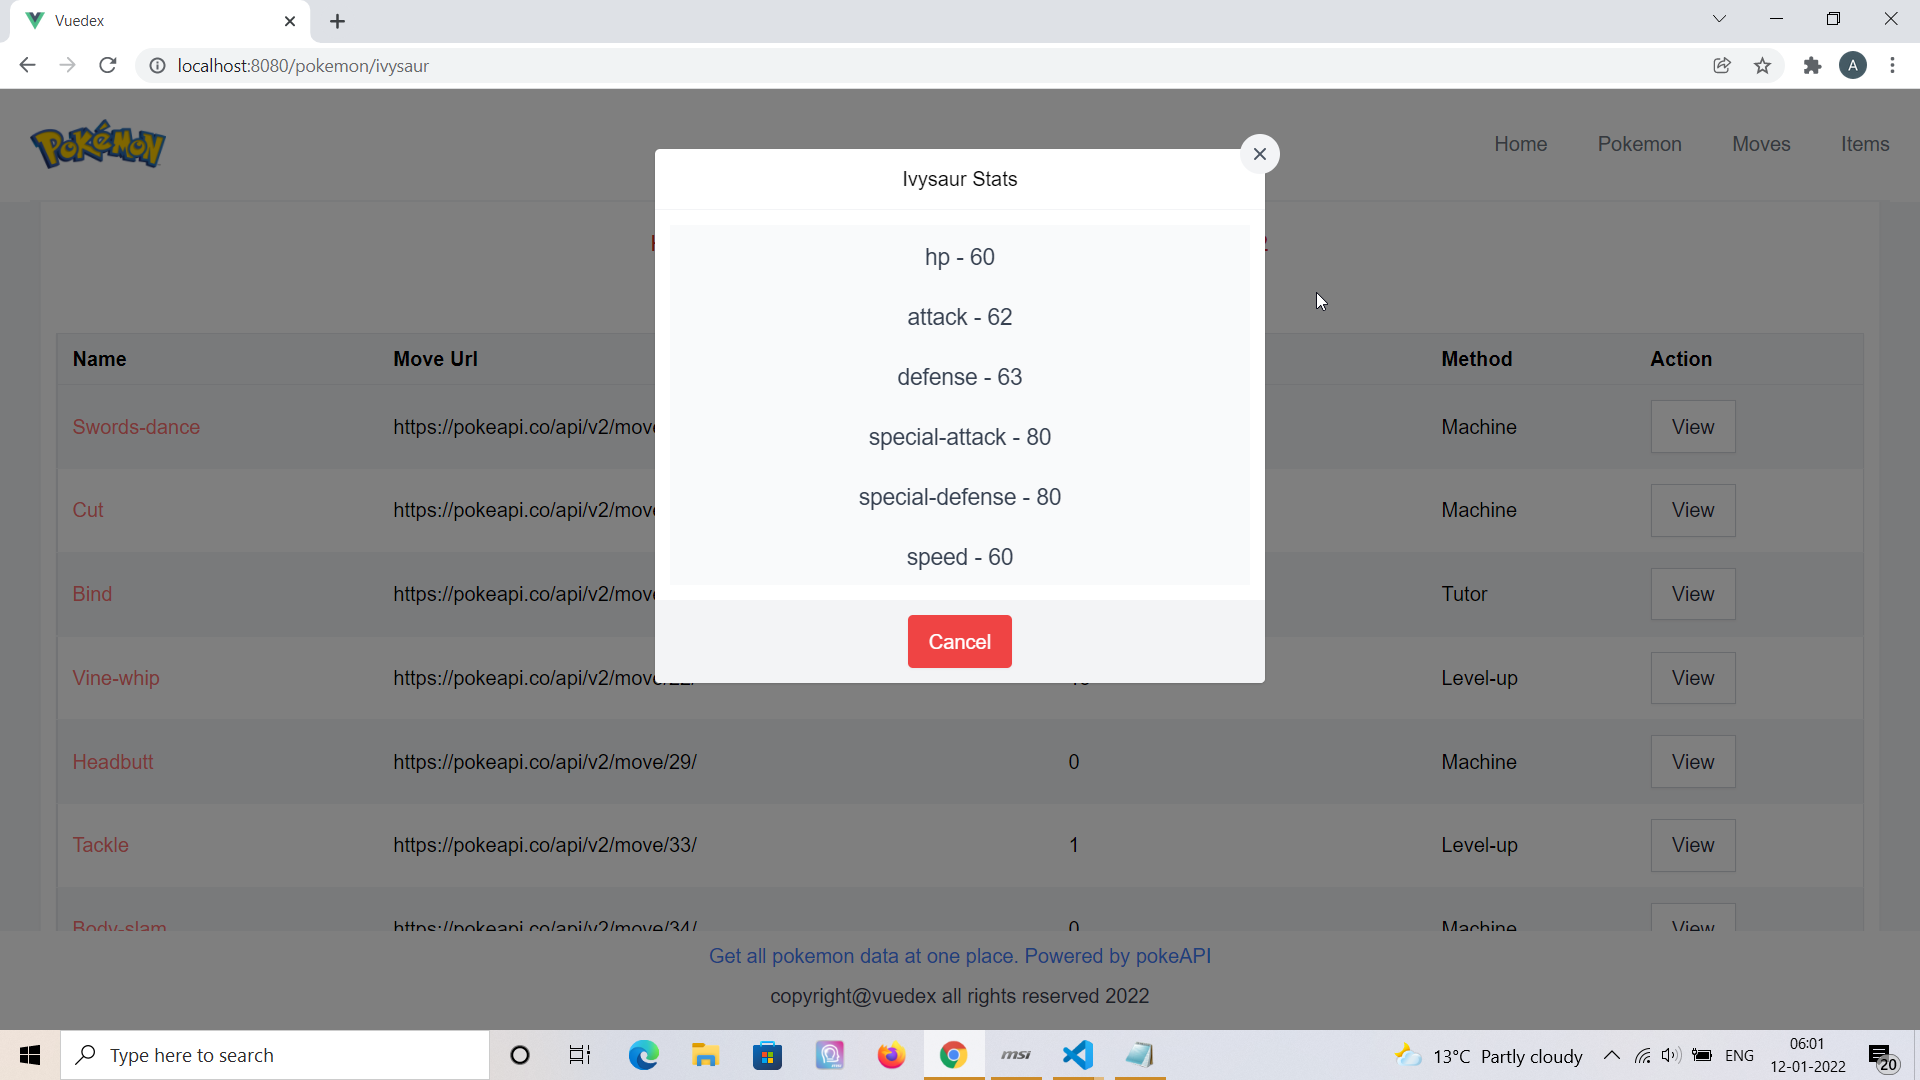 Vuedex
localhost:8080/pokemon/ivysaur
A
POKéMON
Home Pokemon Moves Items
Ivysaur Stats
hp - 60
attack - 62
defense - 63
special-attack - 80
special-defense - 80
speed - 60
Cancel
Name Move Url Method Action
Swords-dance https://pokeapi.co/api/v2/mov Machine View
Cut https://pokeapi.co/api/v2/mov Machine View
Bind https://pokeapi.co/api/v2/mov Tutor View
Vine-whip https://pokeapi.co/api/v2/move/22/ Level-up View
Headbutt https://pokeapi.co/api/v2/move/29/ 0 Machine View
Tackle https://pokeapi.co/api/v2/move/33/ 1 Level-up View
Body-slam https://pokeapi.co/api/v2/move/34/ 0 Machine View
Get all pokemon data at one place. Powered by pokeAPI
copyright@vuedex all rights reserved 2022
Type here to search
msi
13°C Partly cloudy
ENG
06:01
12-01-2022
20